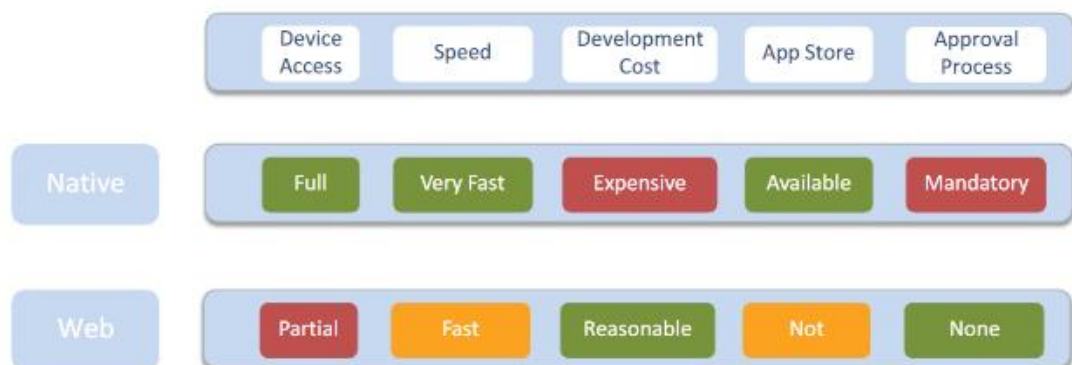 Device Access
Speed
Development Cost
App Store
Approval Process
Native
Full
Very Fast
Expensive
Available
Mandatory
Web
Partial
Fast
Reasonable
Not
None